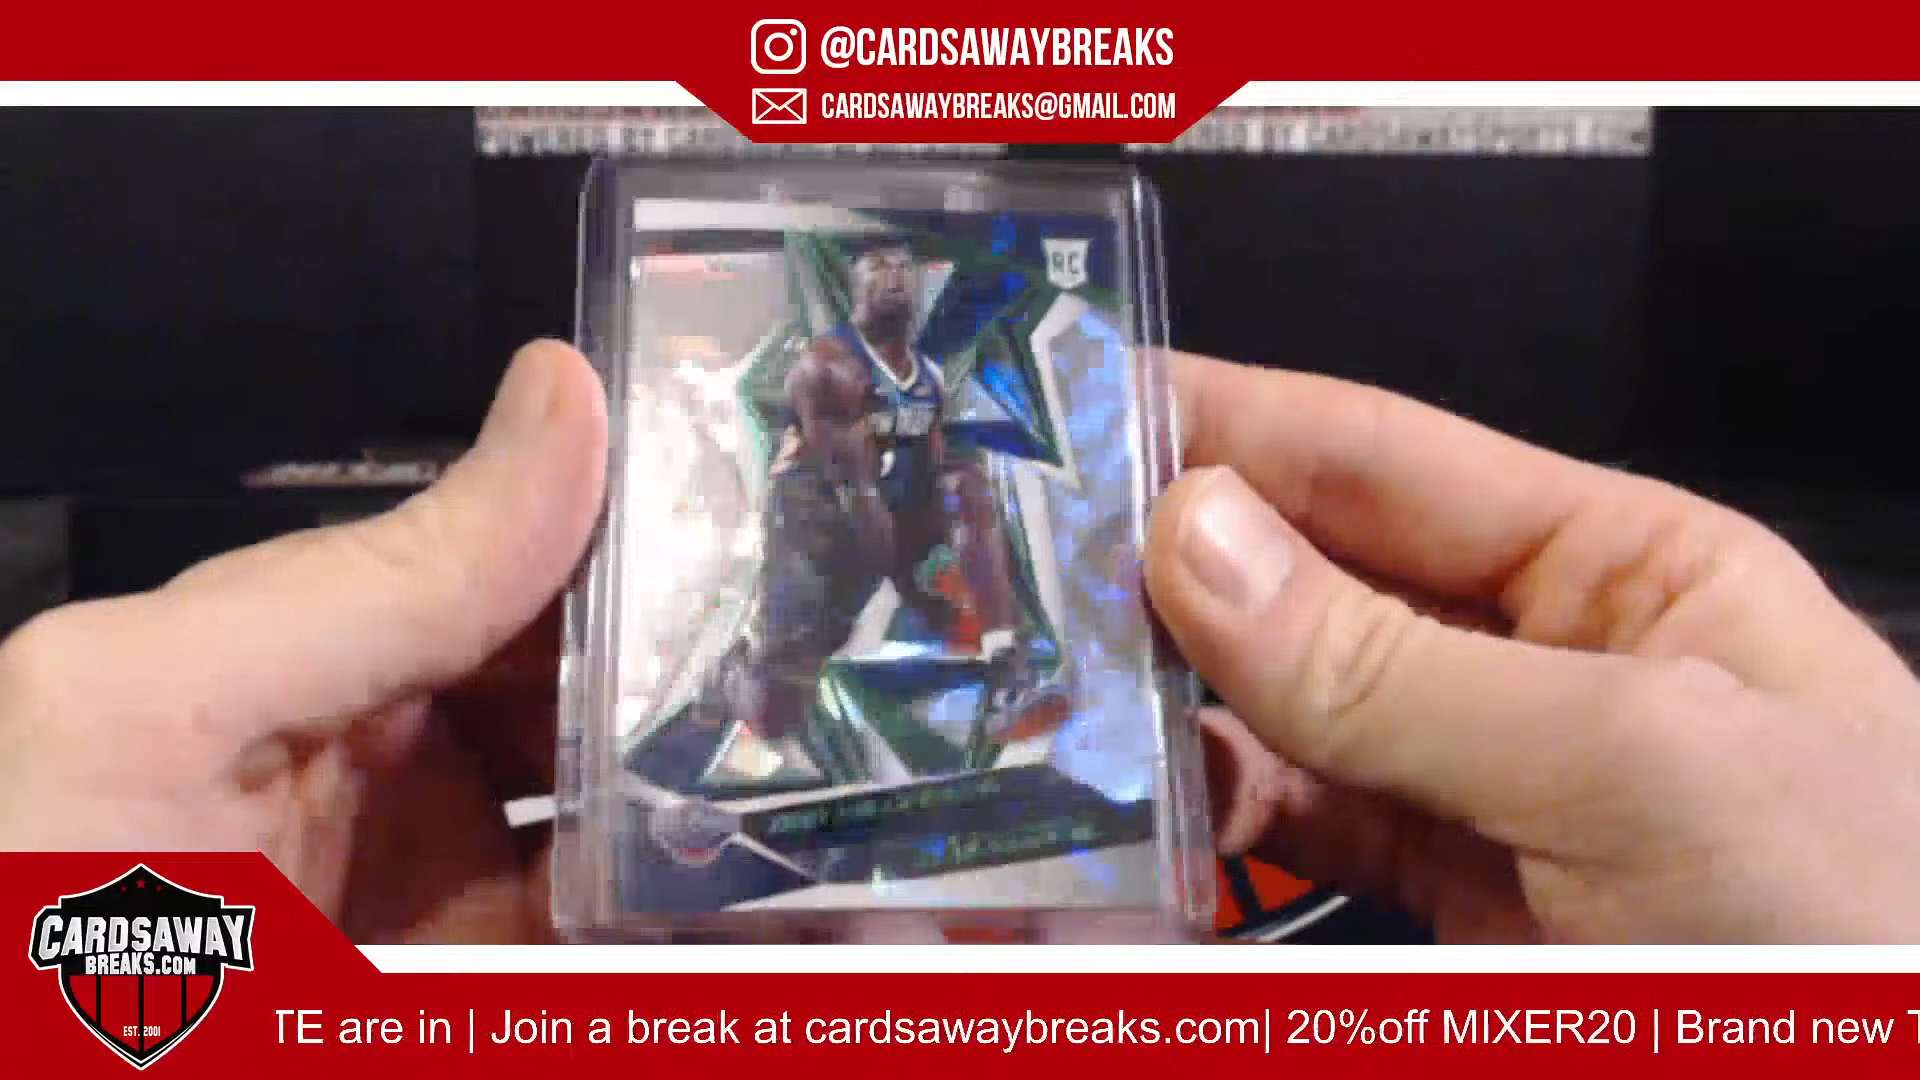 @CARDSAWAYBREAKS
CARDSAWAYBREAKS@GMAIL.COM
RC
CARDSAWAY
BREAKS.COM
EST. 2001
TE are in | Join a break at cardsawaybreaks.com| 20%off MIXER20 | Brand new T